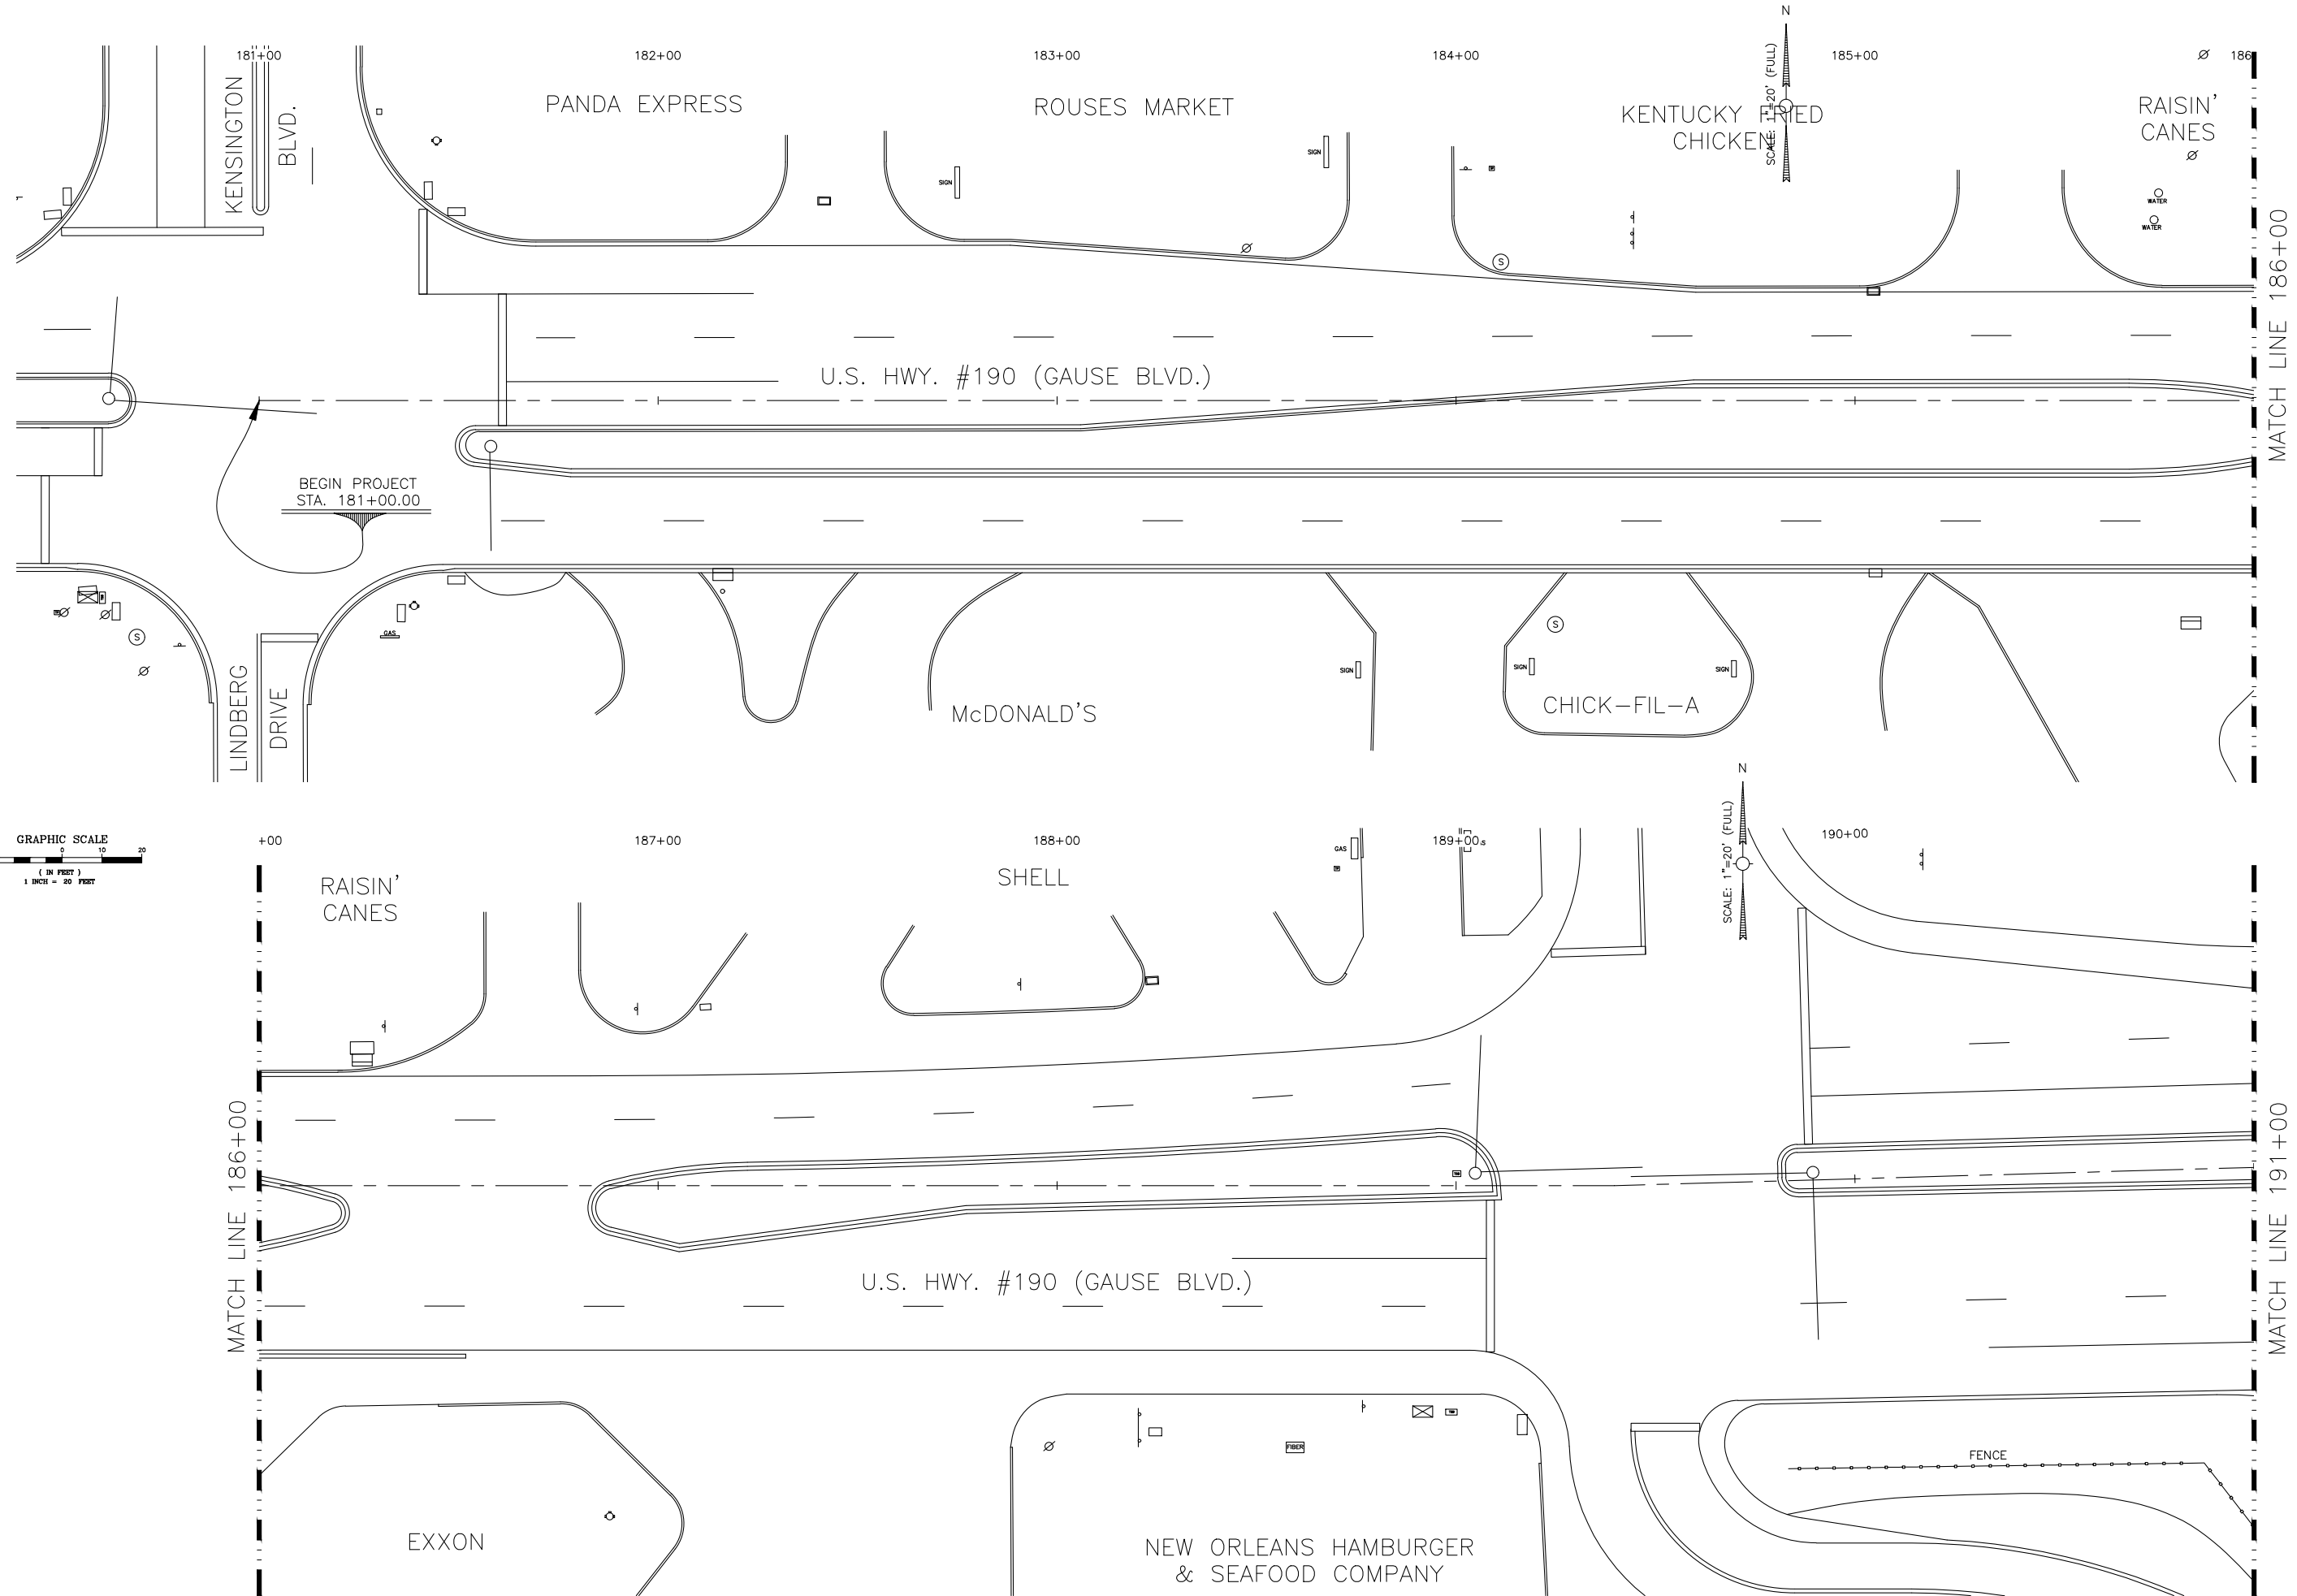 N
181+00
182+00
183+00
184+00
185+00
186
SCALE: 1"=20' (FULL)
KENSINGTON
BLVD.
PANDA EXPRESS
ROUSES MARKET
KENTUCKY FRIED
CHICKEN
RAISIN'
CANES
SIGN
SIGN
WATER
WATER
S
MATCH LINE 186+00
U.S. HWY. #190 (GAUSE BLVD.)
BEGIN PROJECT
STA. 181+00.00
S
GAS
S
SIGN
SIGN
SIGN
LINDBERG
DRIVE
McDONALD'S
CHICK-FIL-A
N
GRAPHIC SCALE
0 10 20
( IN FEET )
1 INCH = 20 FEET
+00
187+00
188+00
189+00
190+00
SCALE: 1"=20' (FULL)
GAS
RAISIN'
CANES
SHELL
MATCH LINE 186+00
MATCH LINE 191+00
U.S. HWY. #190 (GAUSE BLVD.)
FIBER
FENCE
EXXON
NEW ORLEANS HAMBURGER
& SEAFOOD COMPANY